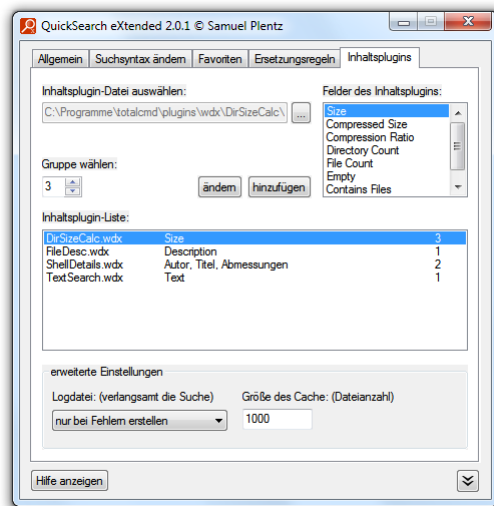 QuickSearch eXtended 2.0.1 © Samuel Plentz
Allgemein Suchsyntax ändern Favoriten Ersetzungsregeln Inhaltsplugins
Inhaltsplugin-Datei auswählen: Felder des Inhaltsplugins:
C:\Programme\totalcmd\plugins\wdx\DirSizeCalc\ ...
Size
Compressed Size
Compression Ratio
Directory Count
File Count
Empty
Contains Files
Gruppe wählen:
3 ändern hinzufügen
Inhaltsplugin-Liste:
DirSizeCalc.wdx Size 3
FileDesc.wdx Description 1
ShellDetails.wdx Autor, Titel, Abmessungen 2
TextSearch.wdx Text 1
erweiterte Einstellungen
Logdatei: (verlangsamt die Suche) Größe des Cache: (Dateianzahl)
nur bei Fehlern erstellen 1000
Hilfe anzeigen